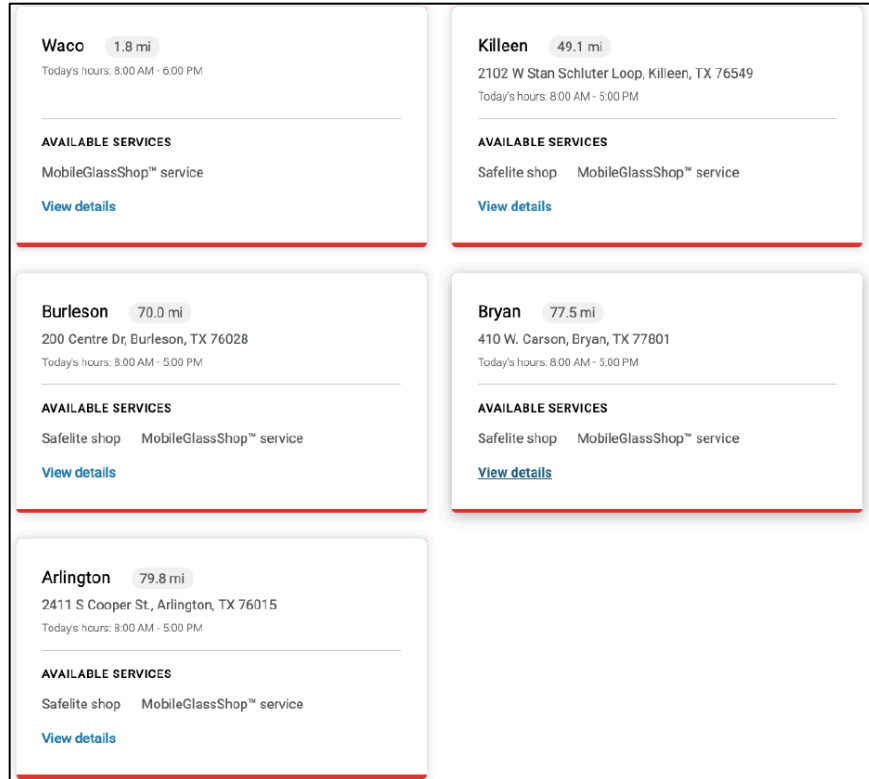 Waco 1.8 mi
Today's hours: 8:00 AM - 6:00 PM
AVAILABLE SERVICES
MobileGlassShop™ service
View details
Killeen 49.1 mi
2102 W Stan Schluter Loop, Killeen, TX 76549
Today's hours: 8:00 AM - 5:00 PM
AVAILABLE SERVICES
Safelite shop MobileGlassShop™ service
View details
Burleson 70.0 mi
200 Centre Dr, Burleson, TX 76028
Today's hours: 8:00 AM - 5:00 PM
AVAILABLE SERVICES
Safelite shop MobileGlassShop™ service
View details
Bryan 77.5 mi
410 W. Carson, Bryan, TX 77801
Today's hours: 8:00 AM - 5:00 PM
AVAILABLE SERVICES
Safelite shop MobileGlassShop™ service
View details
Arlington 79.8 mi
2411 S Cooper St., Arlington, TX 76015
Today's hours: 8:00 AM - 5:00 PM
AVAILABLE SERVICES
Safelite shop MobileGlassShop™ service
View details